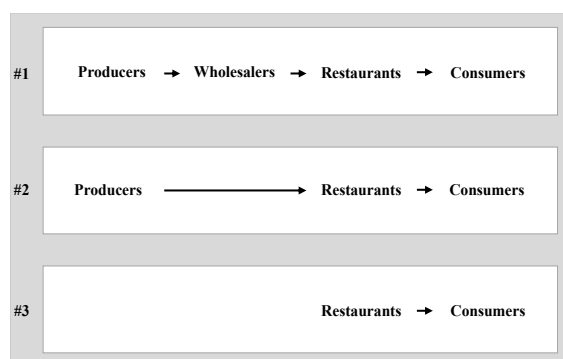 #1 Producers → Wholesalers → Restaurants → Consumers
#2 Producers → Restaurants → Consumers
#3 Restaurants → Consumers